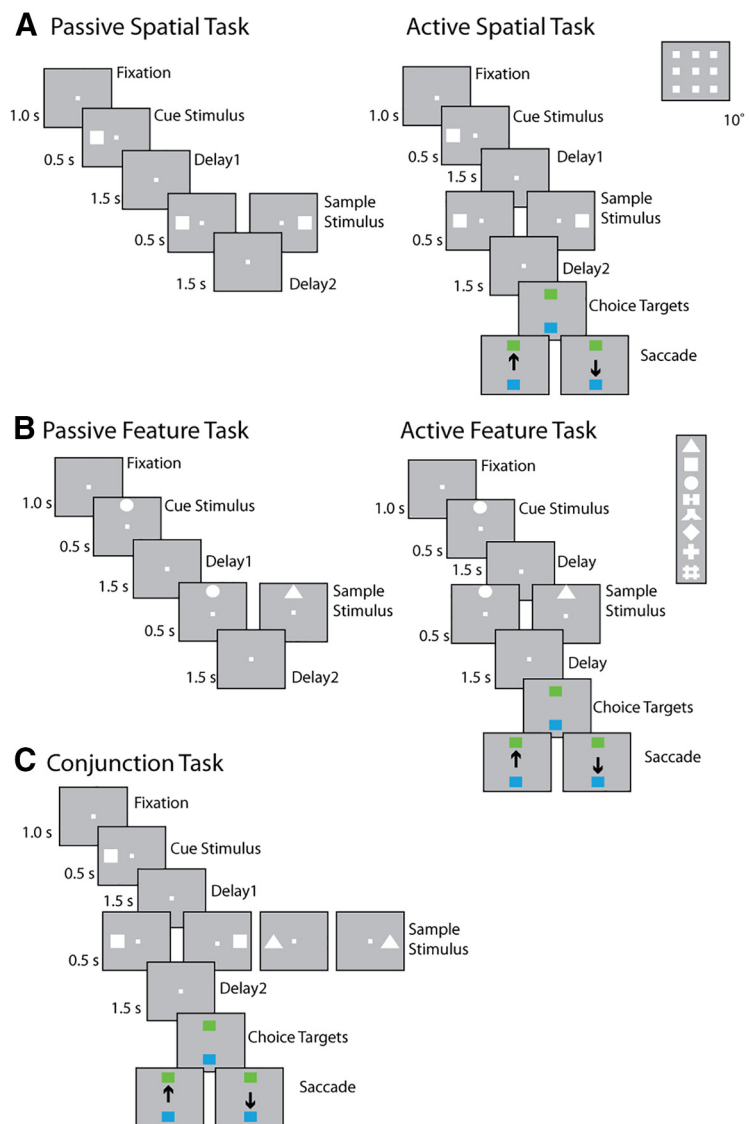 A Passive Spatial Task
Fixation
1.0 s
Cue Stimulus
0.5 s
Delay1
1.5 s
Sample
Stimulus
0.5 s
1.5 s
Delay2
Active Spatial Task
Fixation
1.0 s
Cue Stimulus
0.5 s
Delay1
1.5 s
Sample
Stimulus
0.5 s
Delay2
1.5 s
Choice Targets
Saccade
10°
B Passive Feature Task
Fixation
1.0 s
Cue Stimulus
0.5 s
Delay1
1.5 s
Sample
Stimulus
0.5 s
1.5 s
Delay2
Active Feature Task
Fixation
1.0 s
Cue Stimulus
0.5 s
Delay
1.5 s
Sample
Stimulus
0.5 s
Delay
1.5 s
Choice Targets
Saccade
C Conjunction Task
Fixation
1.0 s
Cue Stimulus
0.5 s
Delay1
1.5 s
Sample
Stimulus
0.5 s
Delay2
1.5 s
Choice Targets
Saccade